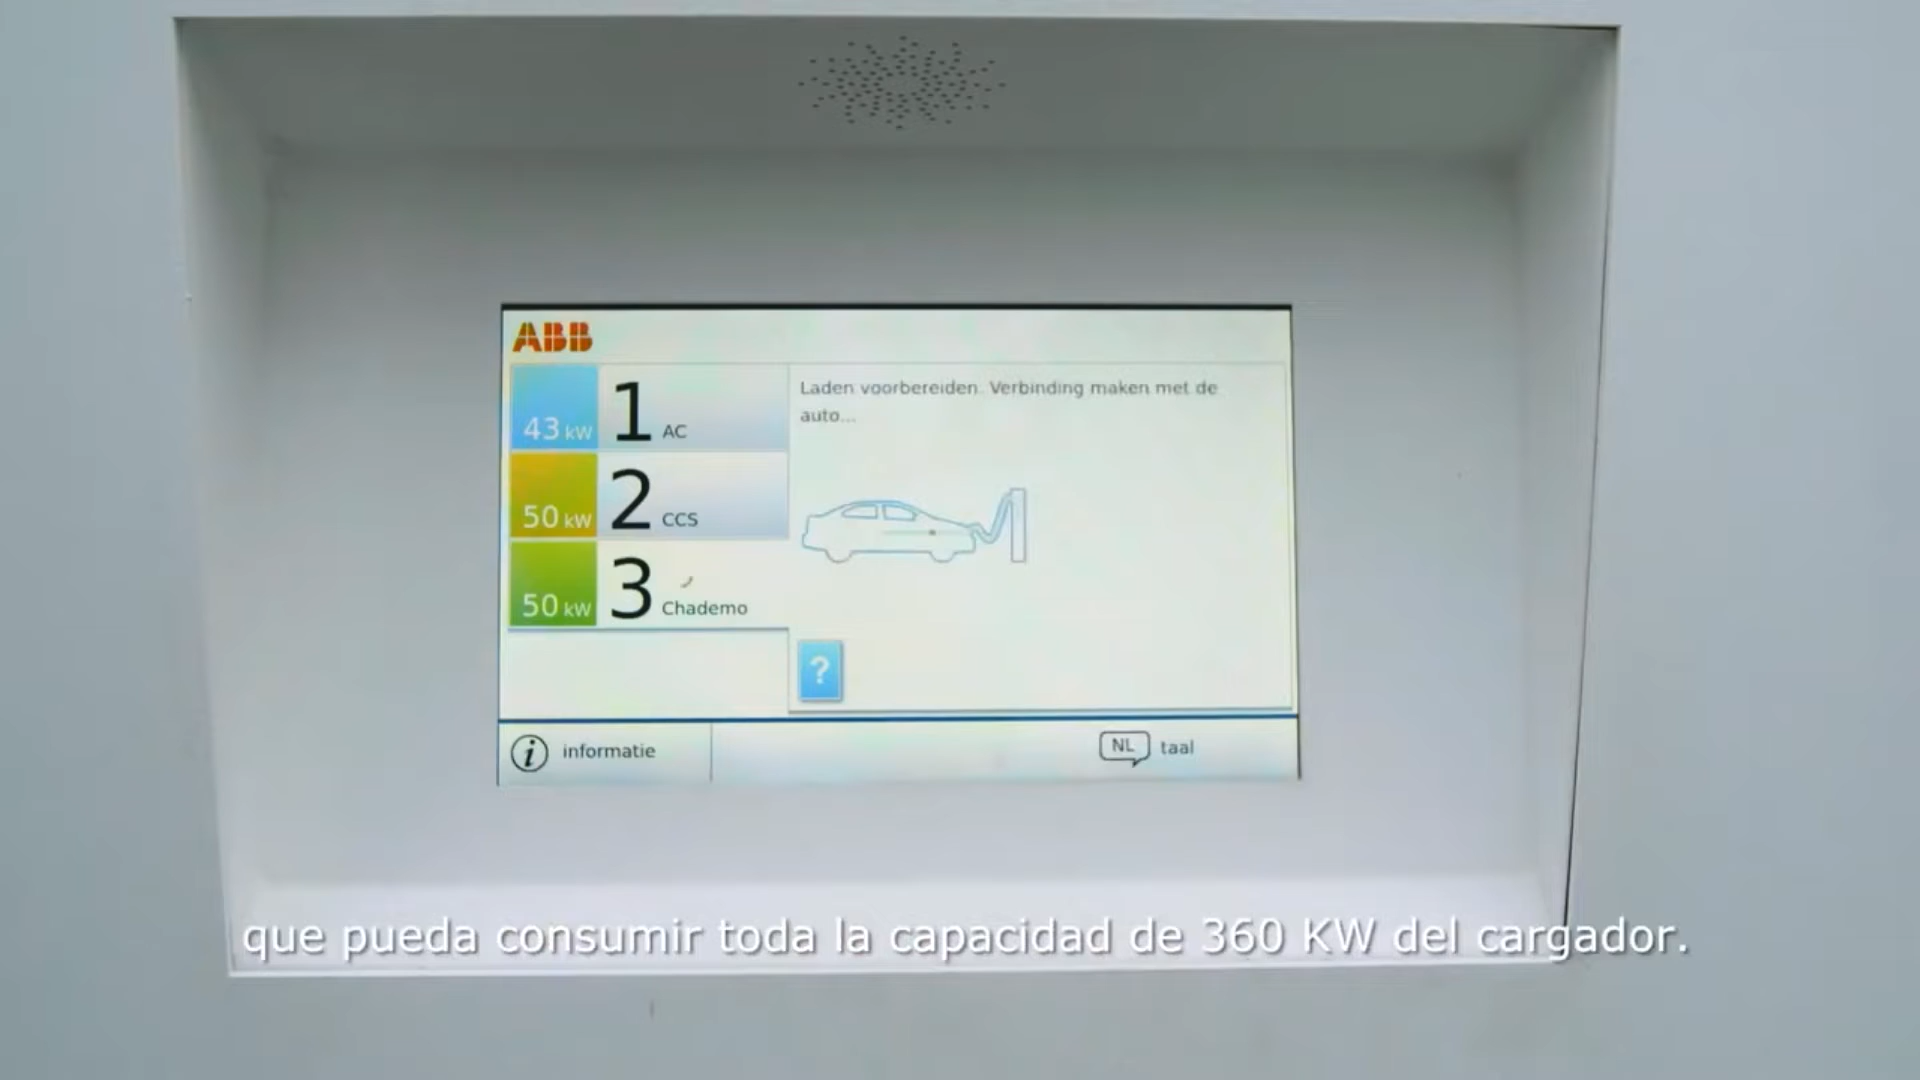 ABB
43 kW 1 AC
50 kW 2 CCS
50 kW 3 Chademo
Laden voorbereiden. Verbinding maken met de
auto...
?
i informatie
NL taal
que pueda consumir toda la capacidad de 360 KW del cargador.